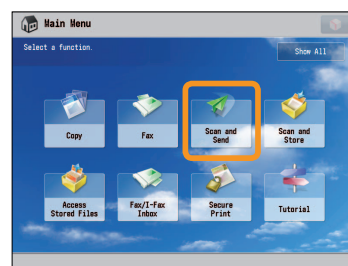 Main Menu
Select a function.
Show All
Copy
Fax
Scan and
Send
Scan and
Store
Access
Stored Files
Fax/I-Fax
Inbox
Secure
Print
Tutorial